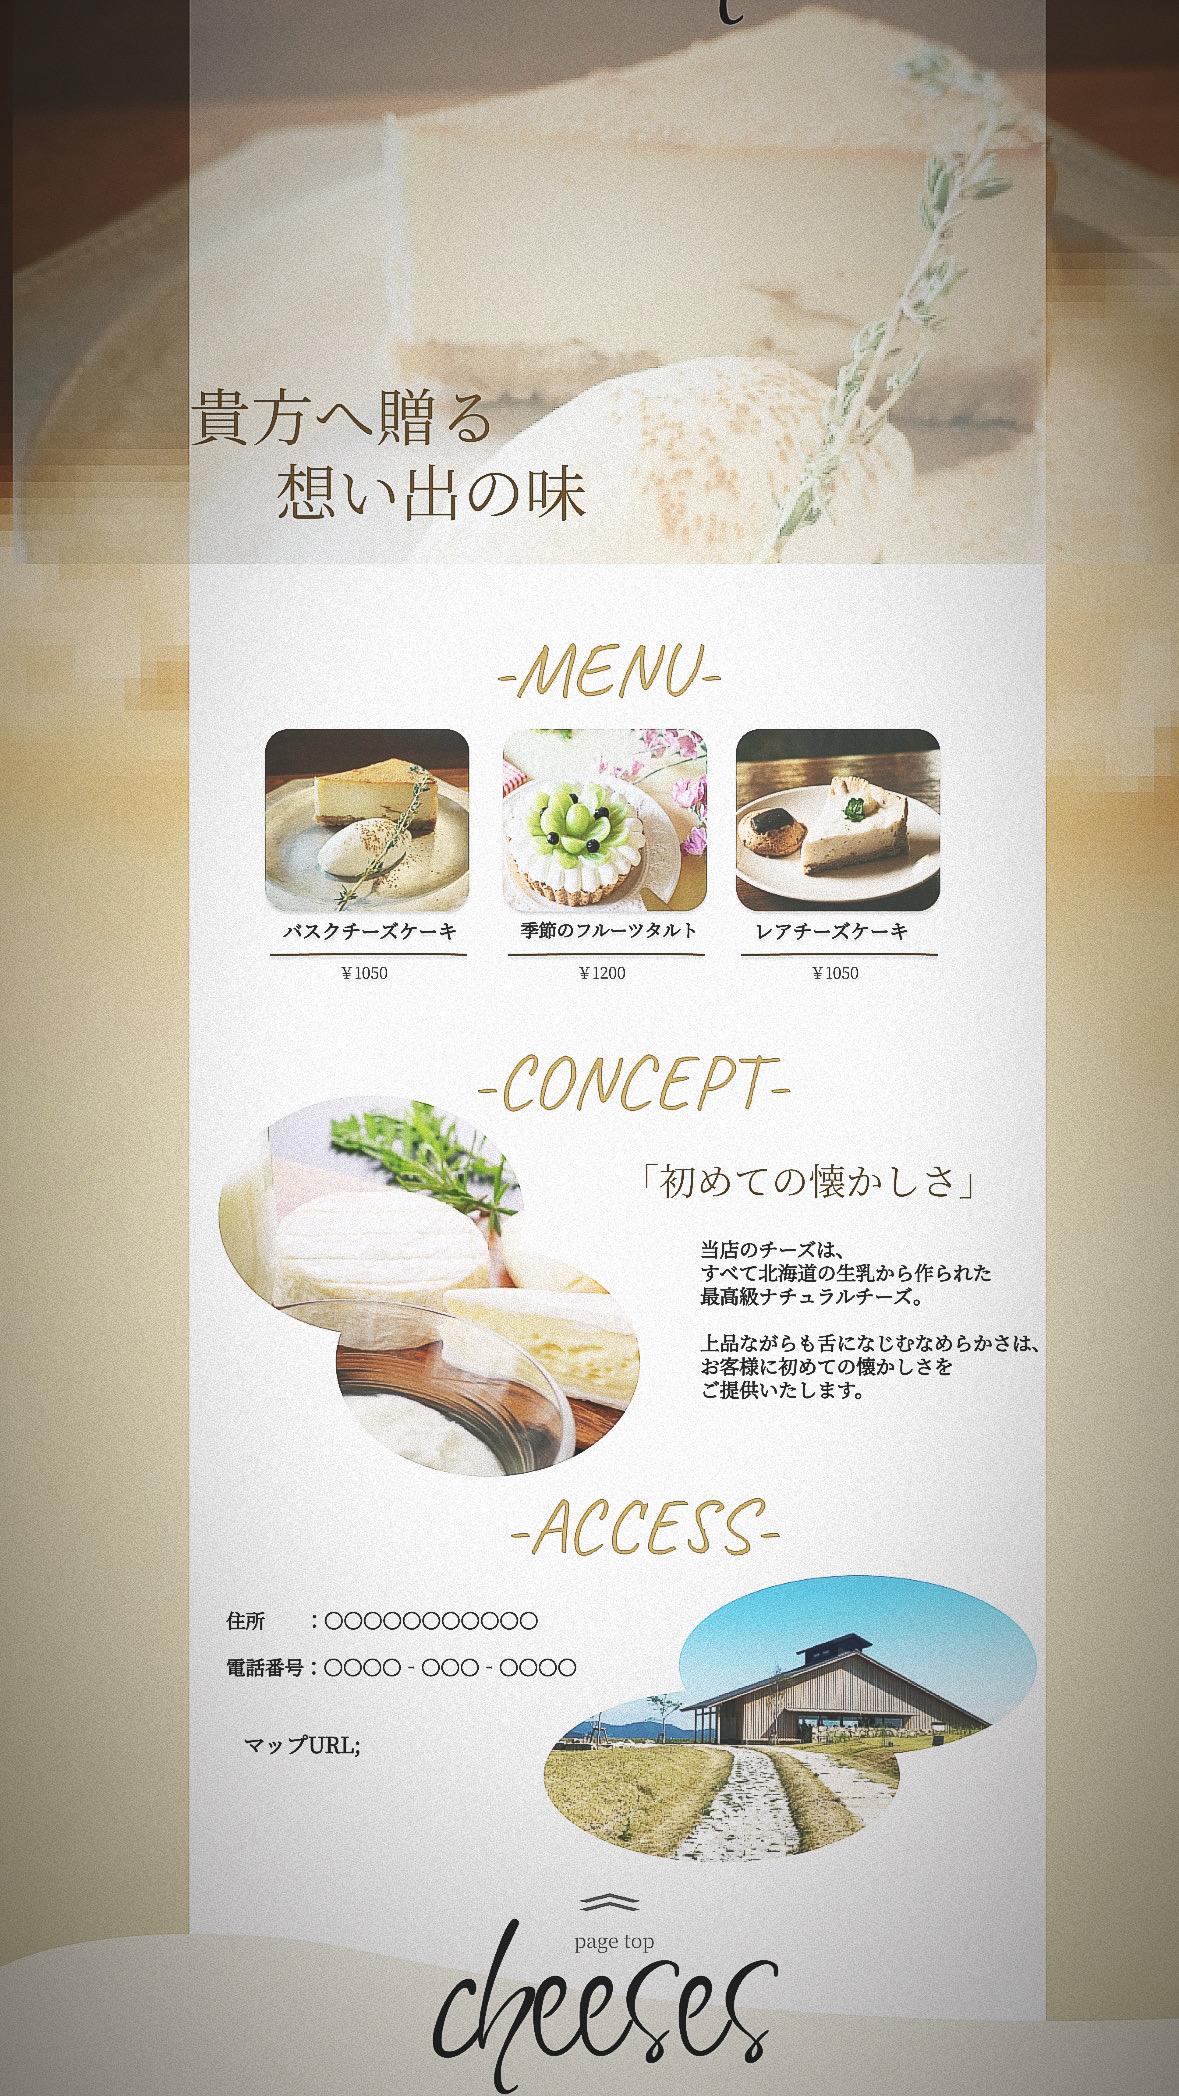 貴方へ贈る
想い出の味
-MENU-
バスクチーズケーキ
¥1050
季節のフルーツタルト
¥1200
レアチーズケーキ
¥1050
-CONCEPT-
「初めての懐かしさ」
当店のチーズは、
すべて北海道の生乳から作られた
最高級ナチュラルチーズ。
上品ながらも舌になじむなめらかさは、
お客様に初めての懐かしさを
ご提供いたします。
-ACCESS-
住所　　：〇〇〇〇〇〇〇〇〇〇〇
電話番号：〇〇〇〇 - 〇〇〇 - 〇〇〇〇
マップURL;
page top
cheeses